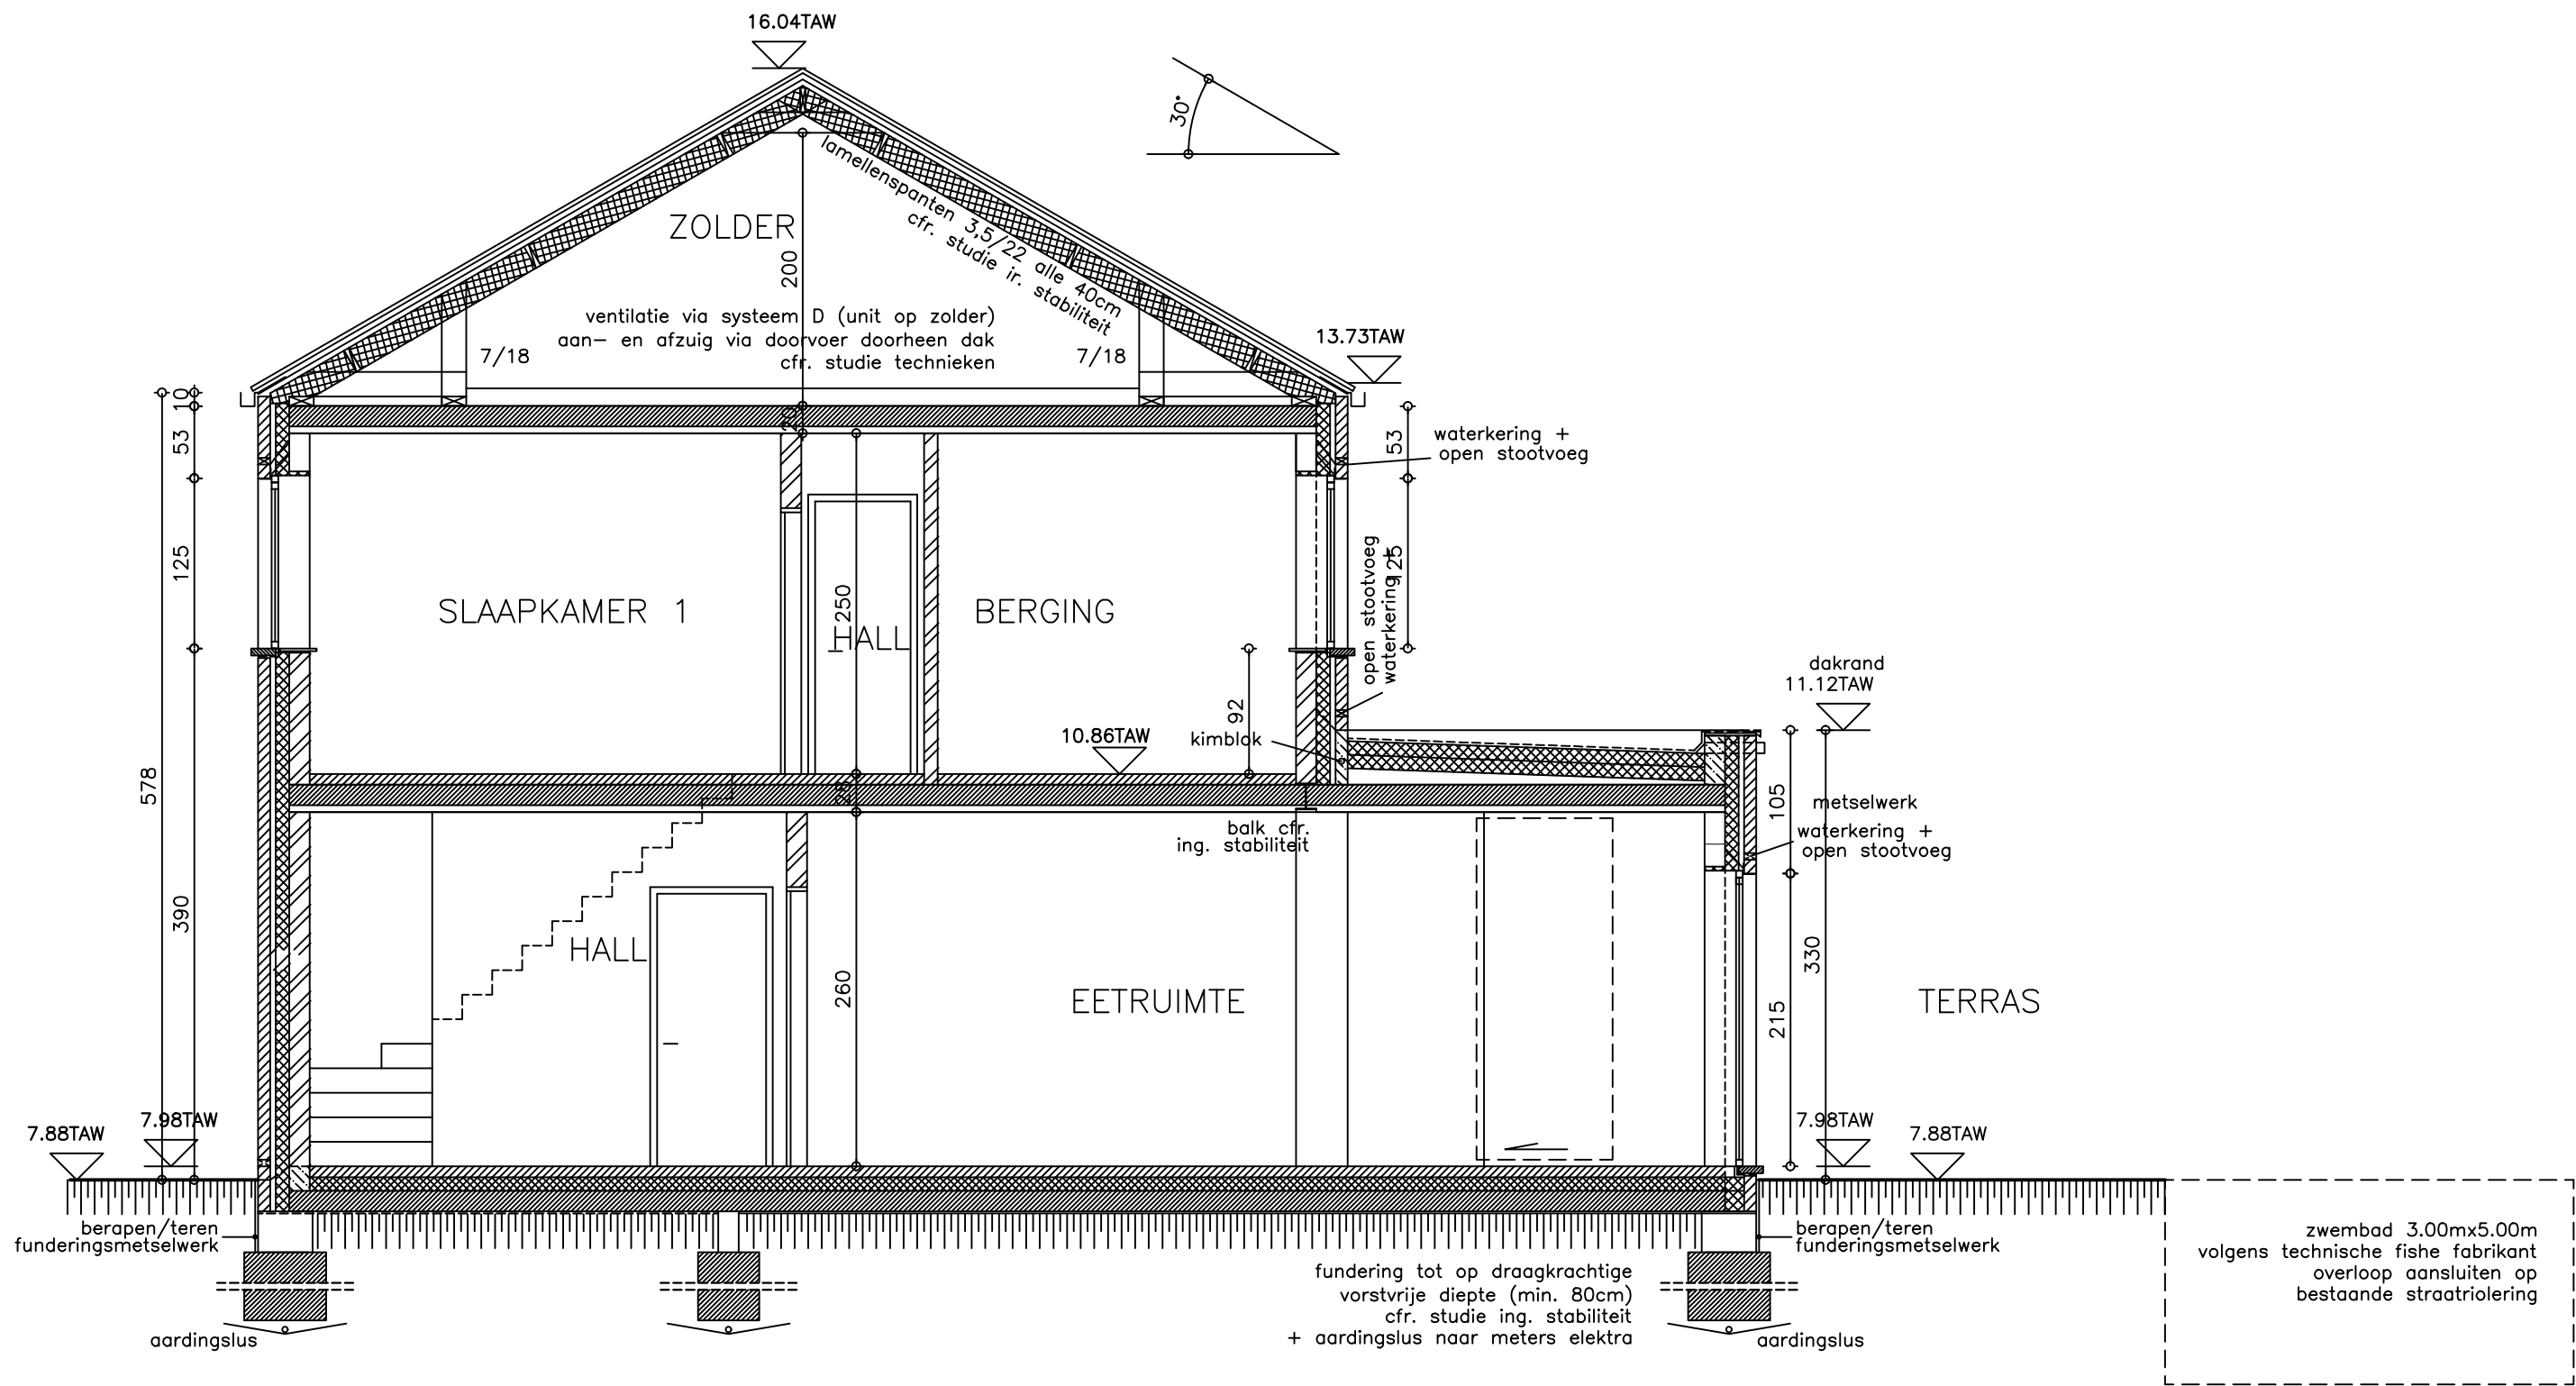 16.04TAW
30°
ZOLDER
200
lamellenspanten 3,5/22 alle 40cm
cfr. studie ir. stabiliteit
ventilatie via systeem D (unit op zolder)
aan- en afzuig via doorvoer doorheen dak
cfr. studie technieken
7/18
7/18
13.73TAW
10
53
125
578
390
20
53
waterkering +
open stootvoeg
125
open stootvoeg
waterkering +
SLAAPKAMER 1
250
HALL
BERGING
92
10.86TAW
kimblok
dakrand
11.12TAW
28
105
metselwerk
waterkering +
open stootvoeg
balk cfr.
ing. stabiliteit
HALL
260
EETRUIMTE
215
330
TERRAS
7.88TAW
7.98TAW
7.98TAW
7.88TAW
berapen/teren
funderingsmetselwerk
aardingslus
berapen/teren
funderingsmetselwerk
fundering tot op draagkrachtige
vorstvrije diepte (min. 80cm)
cfr. studie ing. stabiliteit
+ aardingslus naar meters elektra
aardingslus
zwembad 3.00mx5.00m
volgens technische fishe fabrikant
overloop aansluiten op
bestaande straatriolering